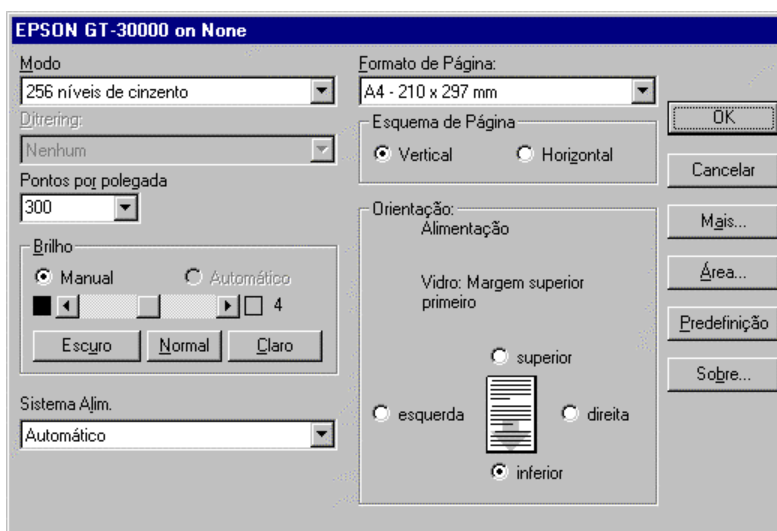 EPSON GT-30000 on None
Modo
256 níveis de cinzento
Ditrering:
Nenhum
Pontos por polegada
300
Brilho
Manual
Automático
4
Escuro
Normal
Claro
Sistema Alim.
Automático
Formato de Página:
A4 - 210 x 297 mm
Esquema de Página
Vertical
Horizontal
Orientação:
Alimentação
Vidro: Margem superior
primeiro
superior
esquerda
direita
inferior
OK
Cancelar
Mais...
Área...
Predefinição
Sobre...